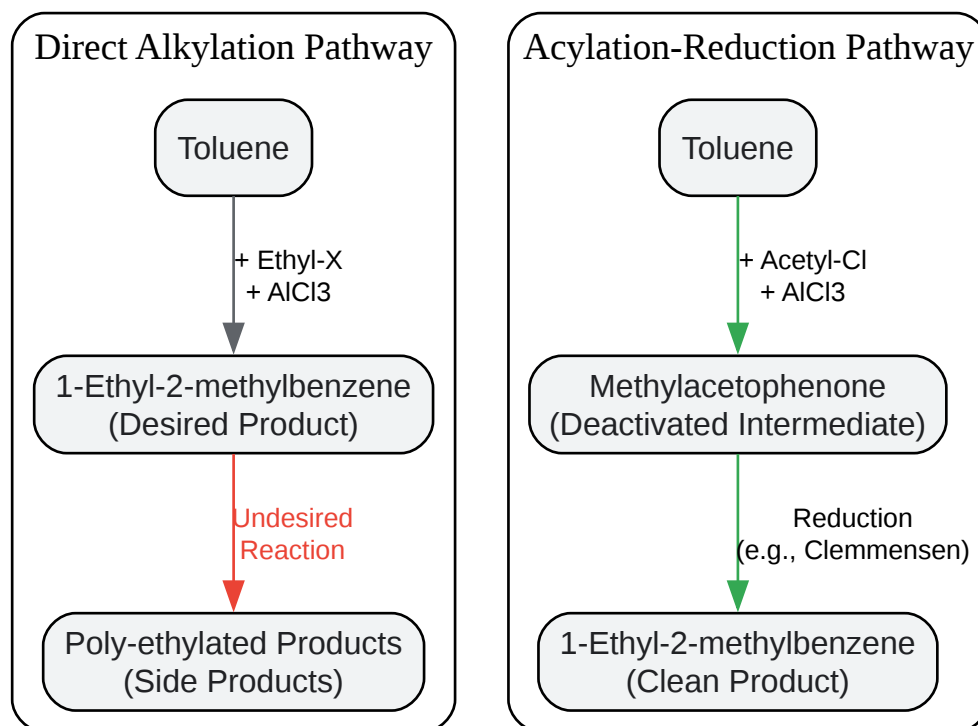 Direct Alkylation Pathway
Toluene
+ Ethyl-X
+ AlCl3
1-Ethyl-2-methylbenzene
(Desired Product)
Undesired
Reaction
Poly-ethylated Products
(Side Products)
Acylation-Reduction Pathway
Toluene
+ Acetyl-Cl
+ AlCl3
Methylacetophenone
(Deactivated Intermediate)
Reduction
(e.g., Clemmensen)
1-Ethyl-2-methylbenzene
(Clean Product)